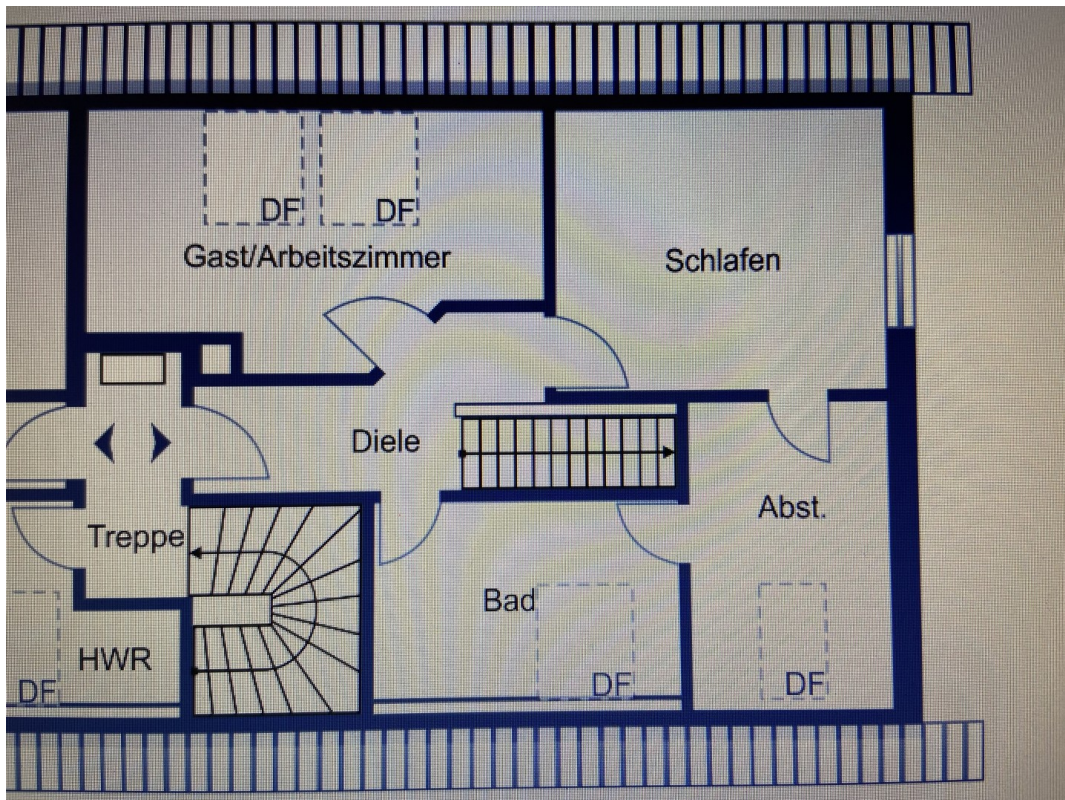 DF
DF
Gast/Arbeitszimmer
Schlafen
Diele
Treppe
Abst.
Bad
HWR
DF
DF
DF